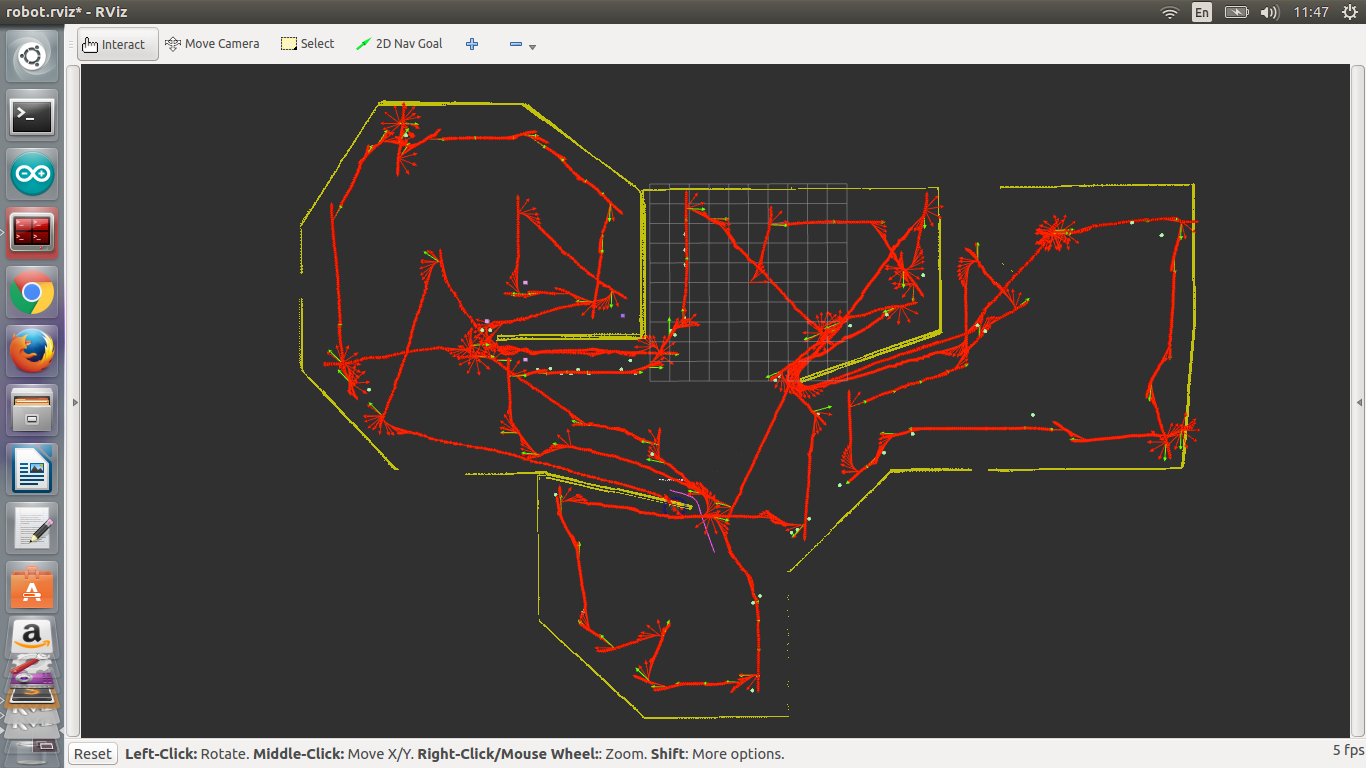 robot.rviz* - RViz
En
11:47
Interact
Move Camera
Select
2D Nav Goal
Reset
Left-Click: Rotate. Middle-Click: Move X/Y. Right-Click/Mouse Wheel:: Zoom. Shift: More options.
5 fps